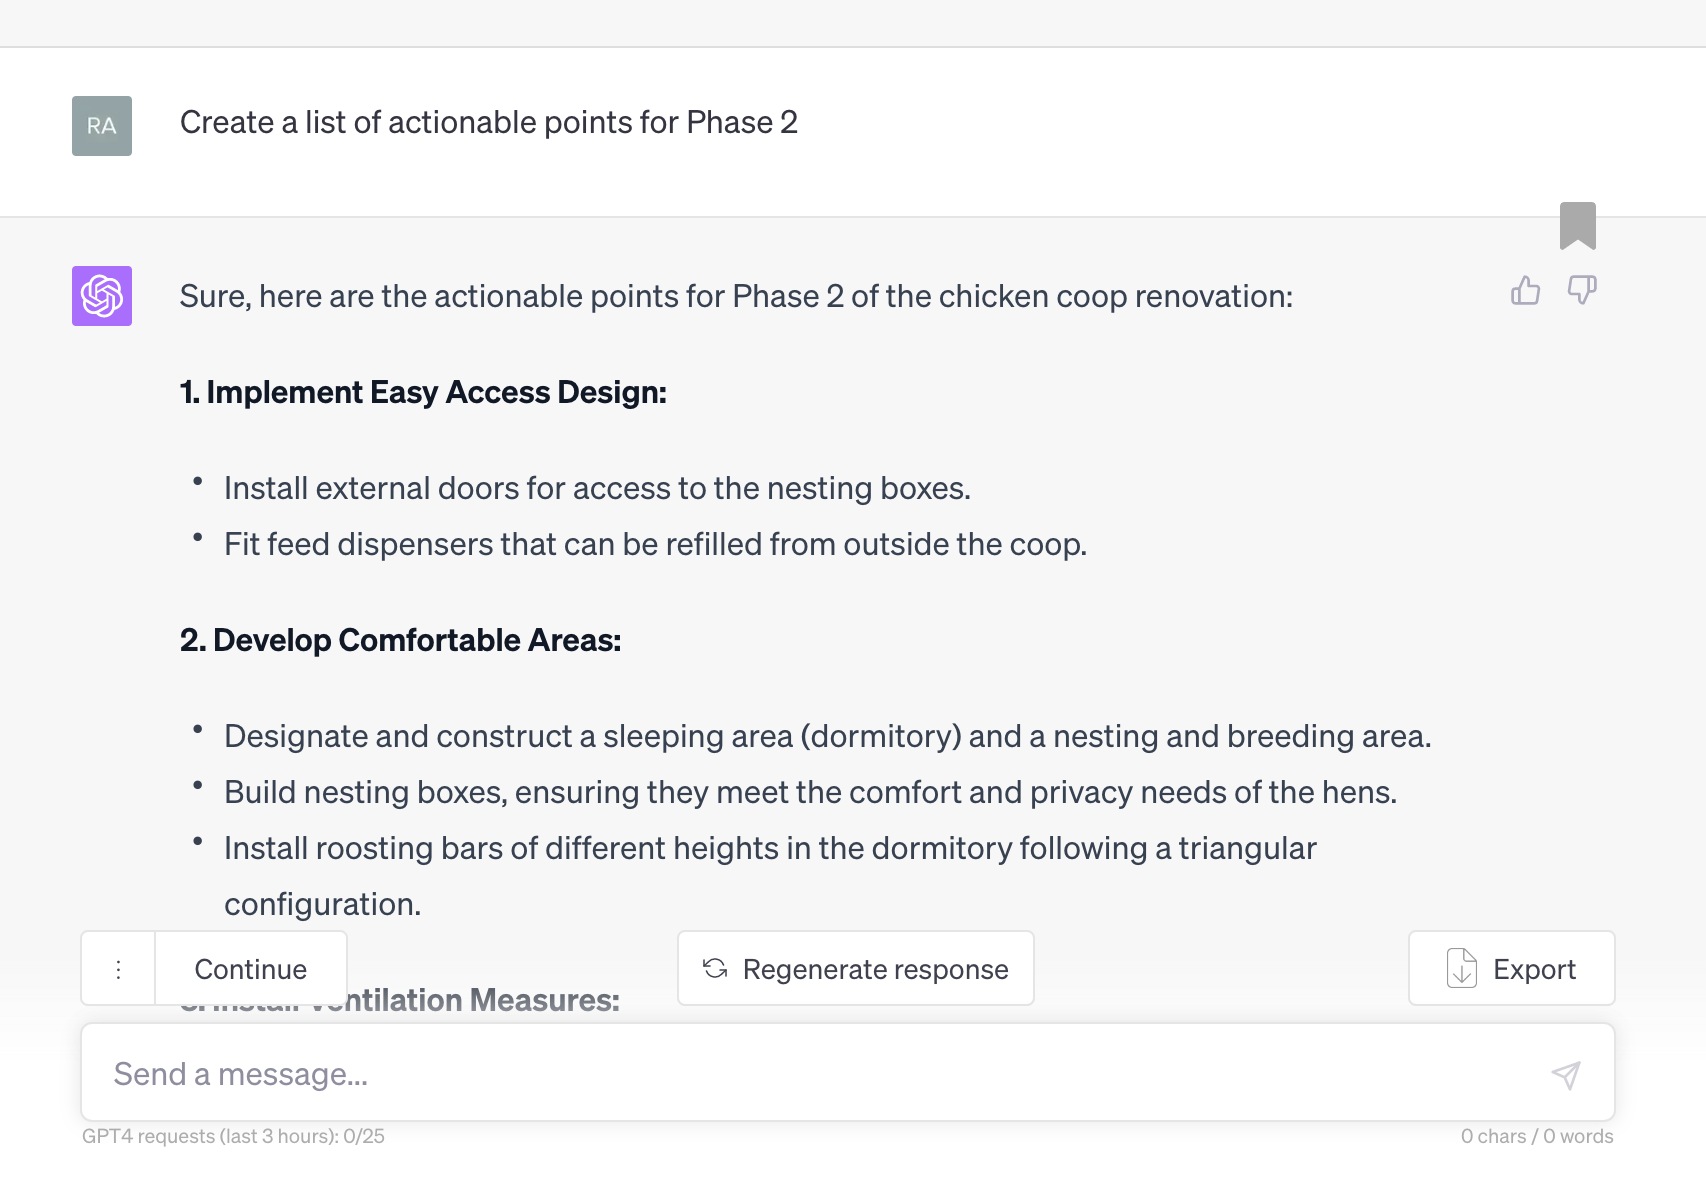 RA
Create a list of actionable points for Phase 2
Sure, here are the actionable points for Phase 2 of the chicken coop renovation:
1. Implement Easy Access Design:
• Install external doors for access to the nesting boxes.
• Fit feed dispensers that can be refilled from outside the coop.
2. Develop Comfortable Areas:
• Designate and construct a sleeping area (dormitory) and a nesting and breeding area.
• Build nesting boxes, ensuring they meet the comfort and privacy needs of the hens.
• Install roosting bars of different heights in the dormitory following a triangular
configuration.
Continue
Regenerate response
Export
3. Install Ventilation Measures:
Send a message...
GPT4 requests (last 3 hours): 0/25
0 chars / 0 words